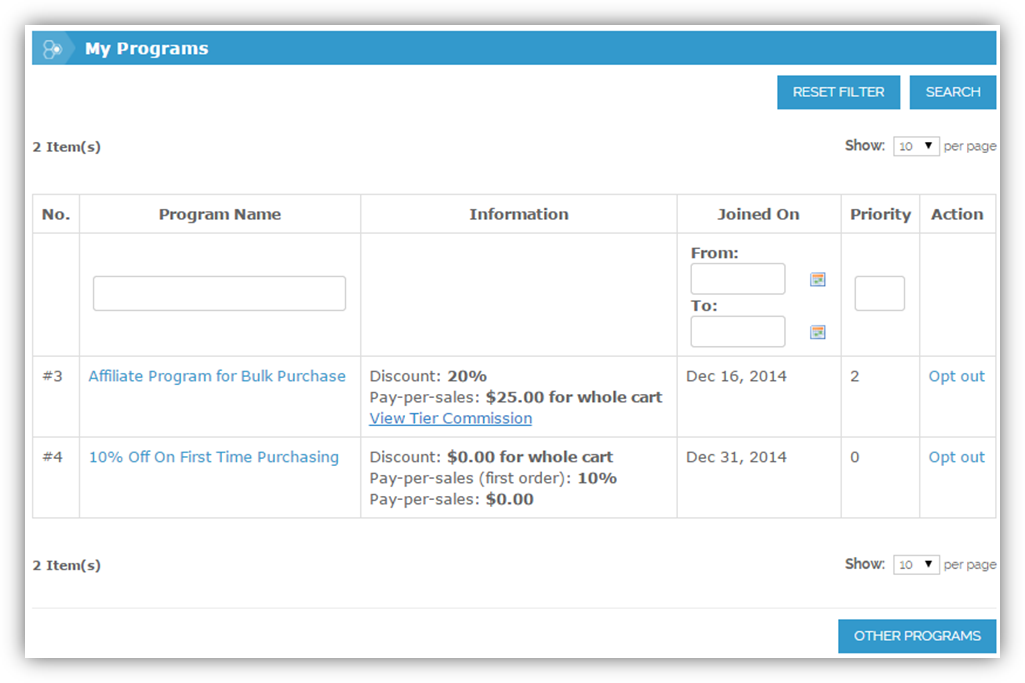 My Programs
RESET FILTER SEARCH
2 Item(s) Show: 10 per page
No. Program Name Information Joined On Priority Action
From:
To:
#3 Affiliate Program for Bulk Purchase Discount: 20% Dec 16, 2014 2 Opt out
Pay-per-sales: $25.00 for whole cart
View Tier Commission
#4 10% Off On First Time Purchasing Discount: $0.00 for whole cart Dec 31, 2014 0 Opt out
Pay-per-sales (first order): 10%
Pay-per-sales: $0.00
2 Item(s) Show: 10 per page
OTHER PROGRAMS